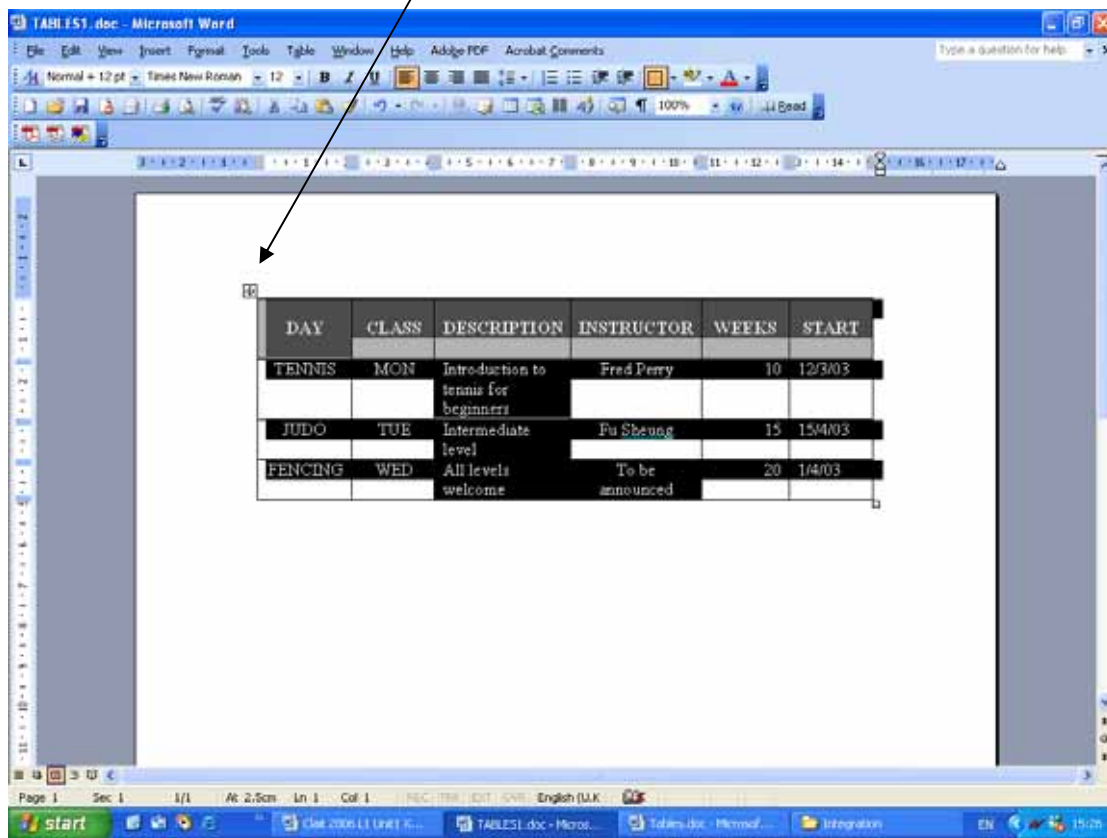 TABLES1.doc - Microsoft Word
File Edit View Insert Format Tools Table Window Help Adobe PDF Acrobat Comments Type a question for help
Normal + 12 pt Times New Roman 12 B I U
100% Read
DAY CLASS DESCRIPTION INSTRUCTOR WEEKS START
TENNIS MON Introduction to Fred Perry 10 12/3/03
tennis for
beginners
JUDO TUE Intermediate Fu Sheung 15 15/4/03
level
FENCING WED All levels To be 20 1/4/03
welcome announced
Page 1 Sec 1 1/1 At 2.5cm Ln 1 Col 1 REC TRK EXT OVR English (U.K
start Clait 2006 L1 Unit1 K... TABLES1.doc - Micros... Tables.doc - Microsof... Integration EN 15:26